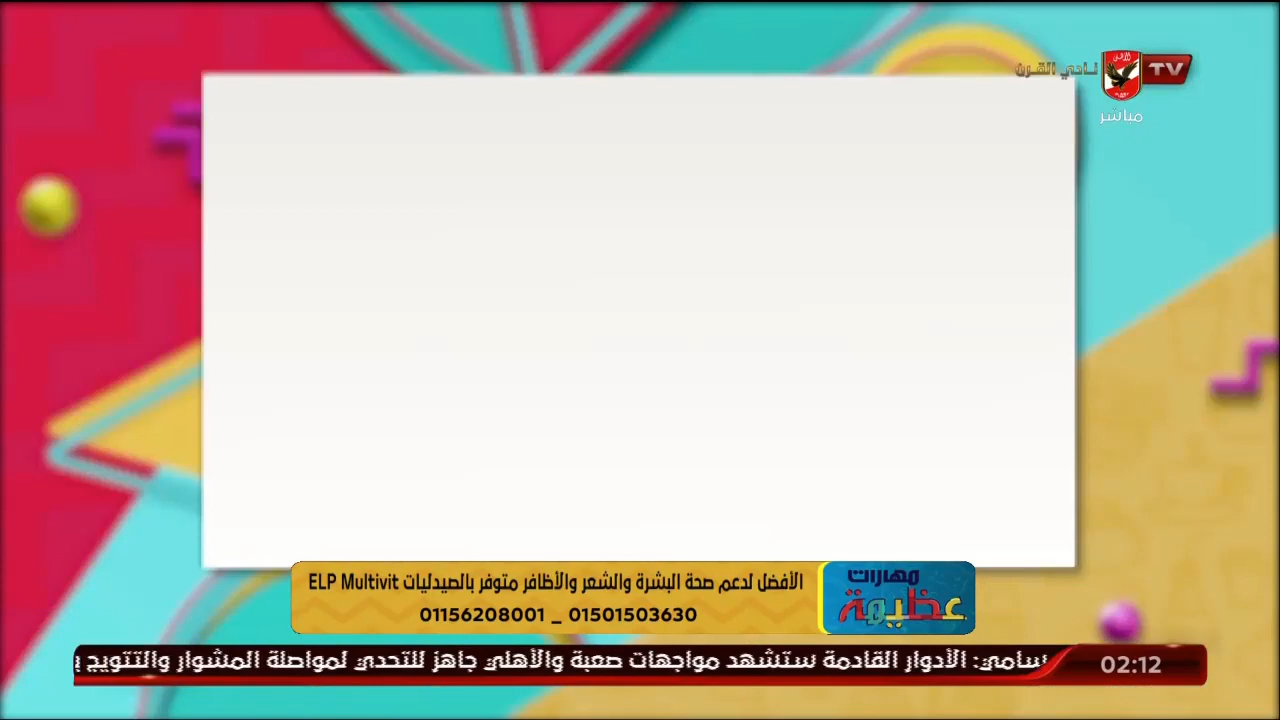 نادي القرن TV
مباشر
مهارات
عظيمة
الأفضل لدعم صحة البشرة والشعر والأظافر متوفر بالصيدليات ELP Multivit
01156208001 _ 01501503630
سامي: الأدوار القادمة ستشهد مواجهات صعبة والأهلي جاهز للتحدي لمواصلة المشوار والتتويج
02:12